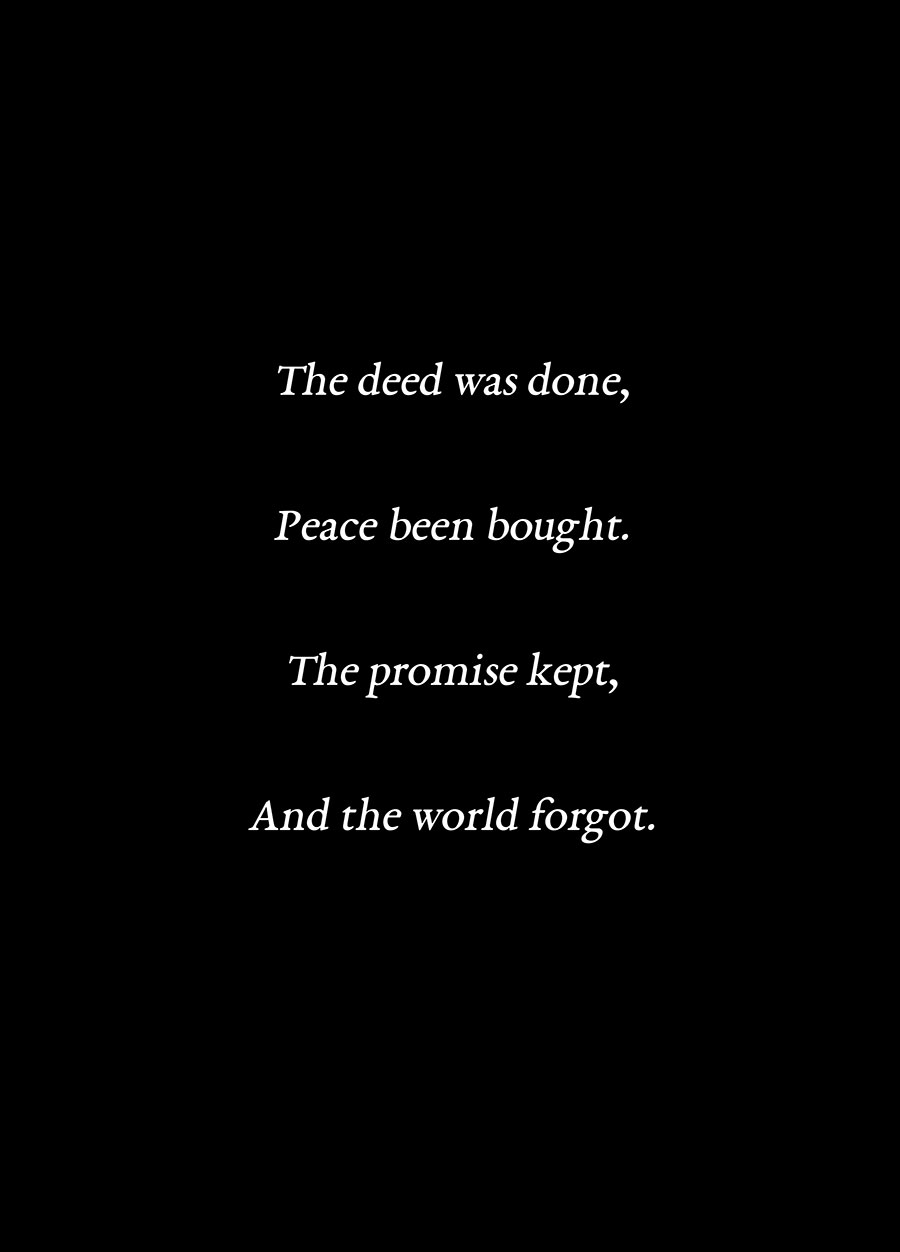 The deed was done,
Peace been bought.
The promise kept,
And the world forgot.